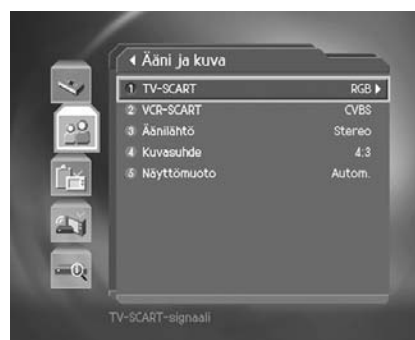 Ääni ja kuva
1 TV-SCART RGB
2 VCR-SCART CVBS
3 Äänilähtö Stereo
4 Kuvasuhde 4:3
5 Näyttömuoto Autom.
TV-SCART-signaali